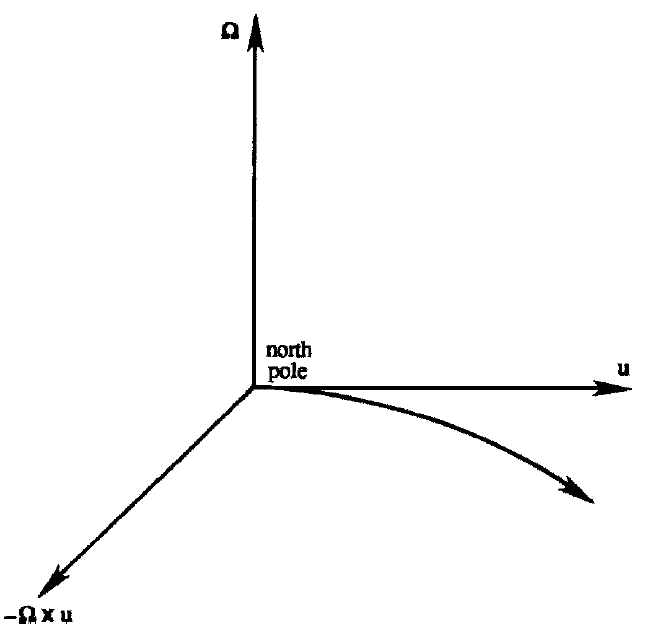 Ω
north
pole
u
-Ω x u